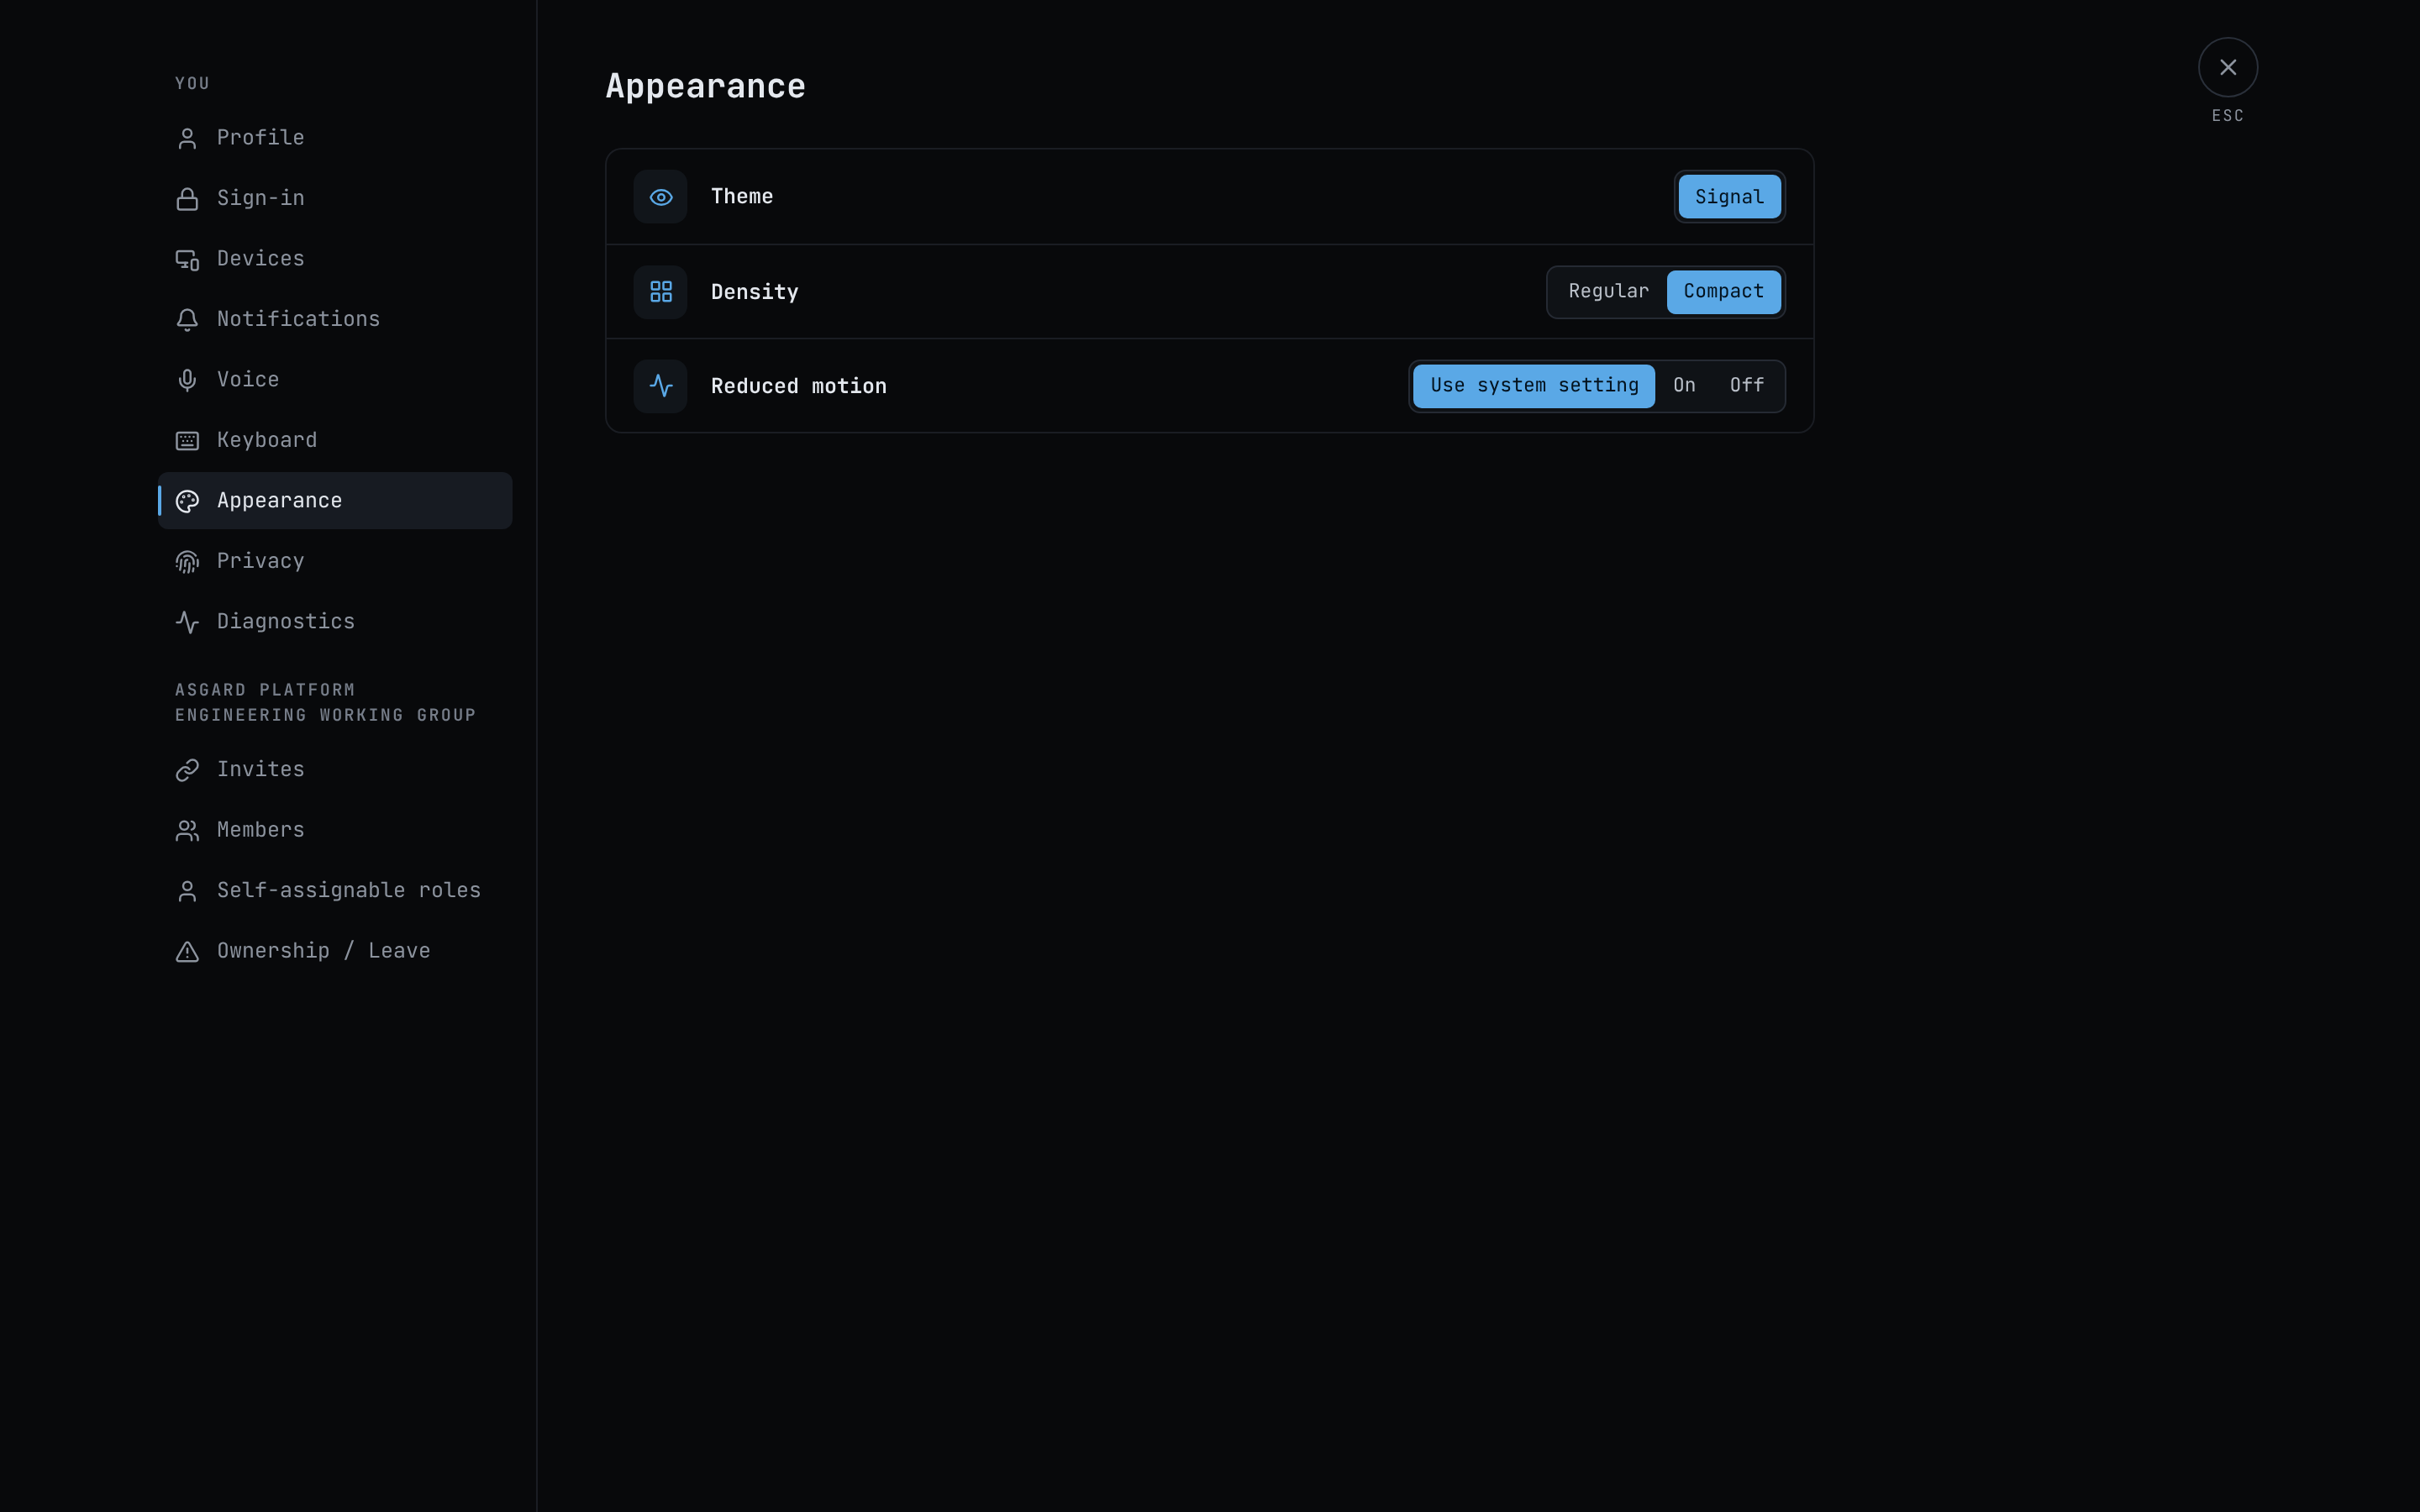 YOU
Profile
Sign-in
Devices
Notifications
Voice
Keyboard
Appearance
Privacy
Diagnostics
ASGARD PLATFORM
ENGINEERING WORKING GROUP
Invites
Members
Self-assignable roles
Ownership / Leave
Appearance
ESC
Theme
Signal
Density
Regular Compact
Reduced motion
Use system setting On Off